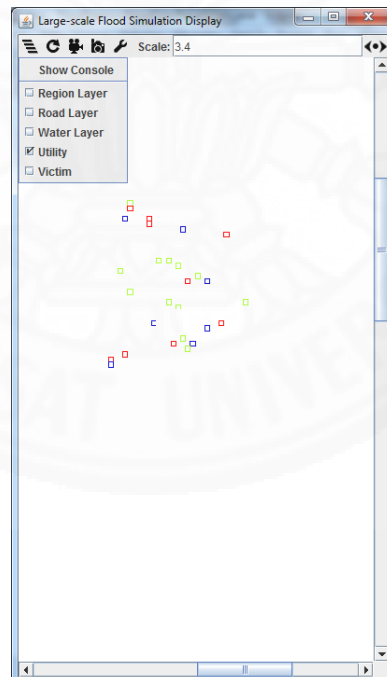 Large-scale Flood Simulation Display
Scale: 3.4
Show Console
Region Layer
Road Layer
Water Layer
Utility
Victim